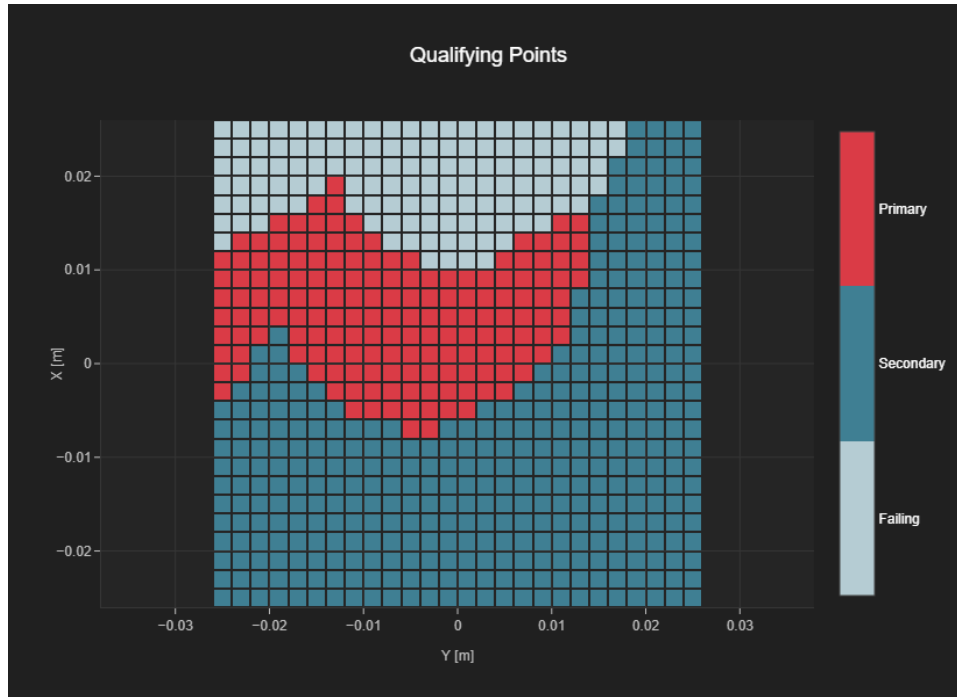 Qualifying Points
0.02
0.01
0
−0.01
−0.02
X [m]
−0.03
−0.02
−0.01
0
0.01
0.02
0.03
Y [m]
Primary
Secondary
Failing